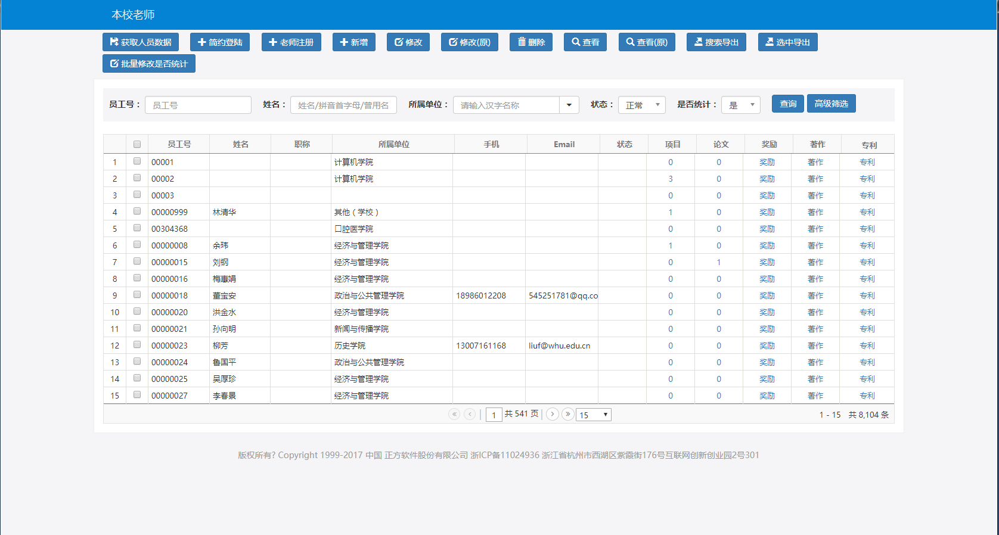 本校老师
获取人员数据 简约登陆 老师注册 新增 修改 修改(原) 删除 查看 查看(原) 搜索导出 选中导出
批量修改是否统计
员工号： 员工号 姓名： 姓名/拼音首字母/曾用名 所属单位： 请输入汉字名称 状态： 正常 是否统计： 是 查询 高级筛选
员工号 姓名 职称 所属单位 手机 Email 状态 项目 论文 奖励 著作 专利
1 00001 计算机学院 0 0 奖励 著作 专利
2 00002 计算机学院 3 0 奖励 著作 专利
3 00003 0 0 奖励 著作 专利
4 00000999 林清华 其他（学校） 1 0 奖励 著作 专利
5 00304368 口腔医学院 0 0 奖励 著作 专利
6 00000008 余玮 经济与管理学院 1 0 奖励 著作 专利
7 00000015 刘钢 经济与管理学院 0 1 奖励 著作 专利
8 00000016 梅惠娟 经济与管理学院 0 0 奖励 著作 专利
9 00000018 董宝安 政治与公共管理学院 18986012208 545251781@qq.co 0 0 奖励 著作 专利
10 00000020 洪金水 经济与管理学院 0 0 奖励 著作 专利
11 00000021 孙向明 新闻与传播学院 0 0 奖励 著作 专利
12 00000023 柳芳 历史学院 13007161168 liuf@whu.edu.cn 0 0 奖励 著作 专利
13 00000024 鲁国平 政治与公共管理学院 0 0 奖励 著作 专利
14 00000025 吴厚珍 经济与管理学院 0 0 奖励 著作 专利
15 00000027 李春景 经济与管理学院 0 0 奖励 著作 专利
1 共 541 页 15 1 - 15 共 8,104 条
版权所有? Copyright 1999-2017 中国 正方软件股份有限公司 浙ICP备11024936 浙江省杭州市西湖区紫霞街176号互联网创新创业园2号301